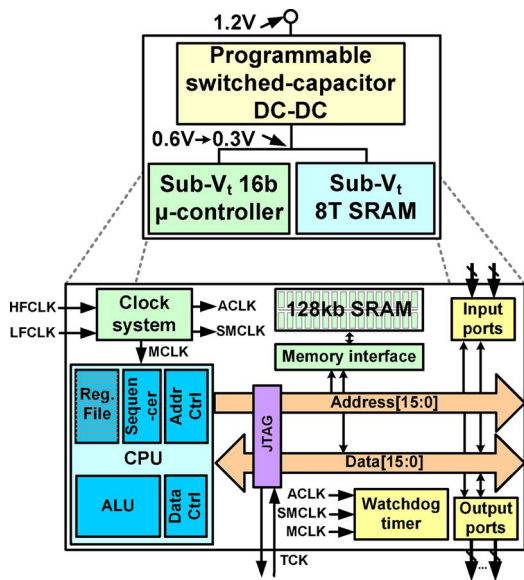 1.2V
Programmable
switched-capacitor
DC-DC
0.6V→0.3V
Sub-Vt 16b
µ-controller
Sub-Vt
8T SRAM
HFCLK
LFCLK
Clock
system
ACLK
SMCLK
MCLK
128kb SRAM
Memory interface
Input
ports
Reg.
File
Sequen
-cer
Addr
Ctrl
CPU
ALU
Data
Ctrl
JTAG
Address[15:0]
Data[15:0]
ACLK
SMCLK
MCLK
Watchdog
timer
Output
ports
TCK
...